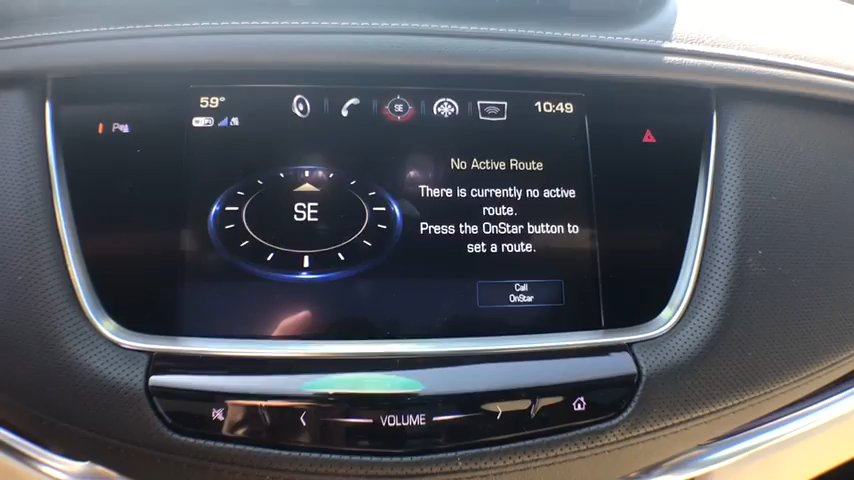 59°
SE
10:49
No Active Route
SE
There is currently no active
route.
Press the OnStar button to
set a route.
Call
OnStar
VOLUME